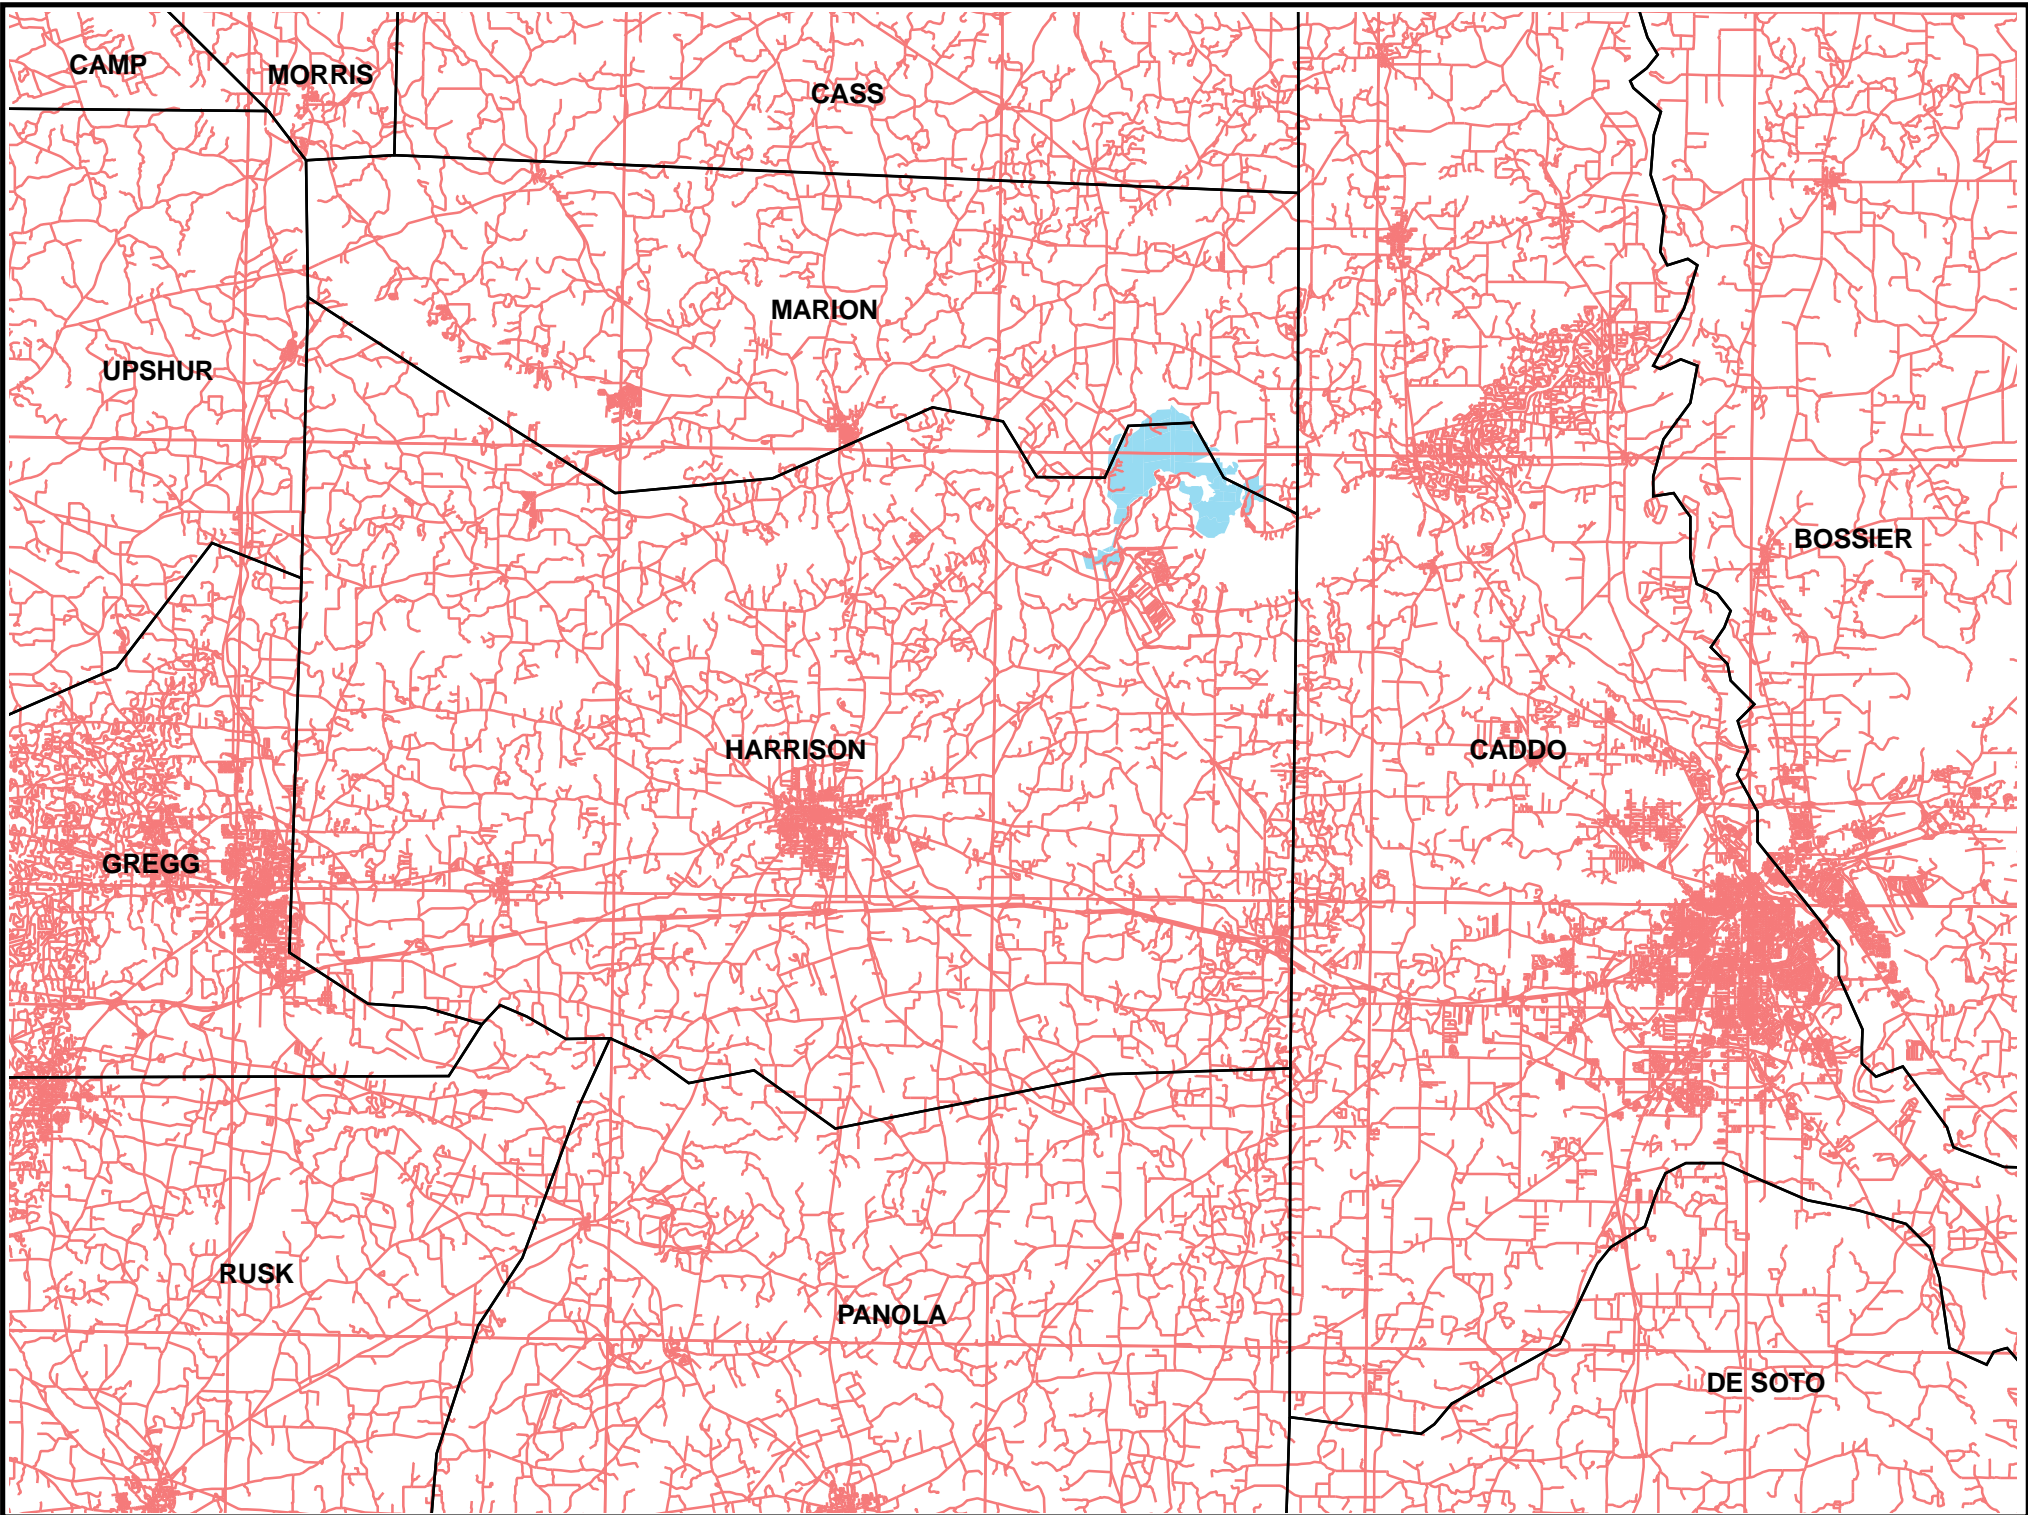 CAMP
MORRIS
CASS
MARION
UPSHUR
BOSSIER
HARRISON
CADDO
GREGG
RUSK
PANOLA
DE SOTO